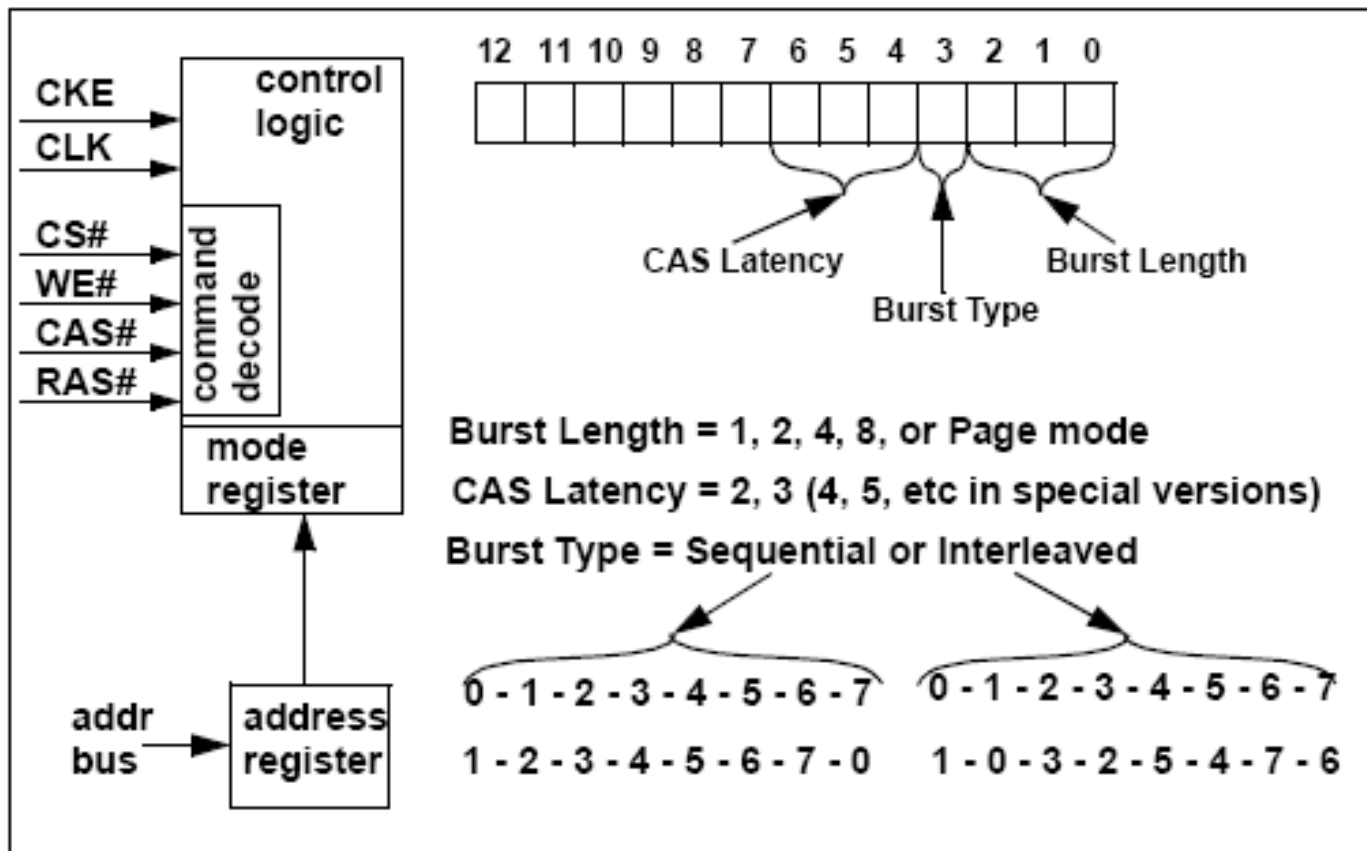 12 11 10 9 8 7 6 5 4 3 2 1 0
control
logic
CKE
CLK
CS#
WE#
CAS#
RAS#
command
decode
mode
register
CAS Latency
Burst Length
Burst Type
Burst Length = 1, 2, 4, 8, or Page mode
CAS Latency = 2, 3 (4, 5, etc in special versions)
Burst Type = Sequential or Interleaved
0 - 1 - 2 - 3 - 4 - 5 - 6 - 7
0 - 1 - 2 - 3 - 4 - 5 - 6 - 7
1 - 2 - 3 - 4 - 5 - 6 - 7 - 0
1 - 0 - 3 - 2 - 5 - 4 - 7 - 6
addr
bus
address
register